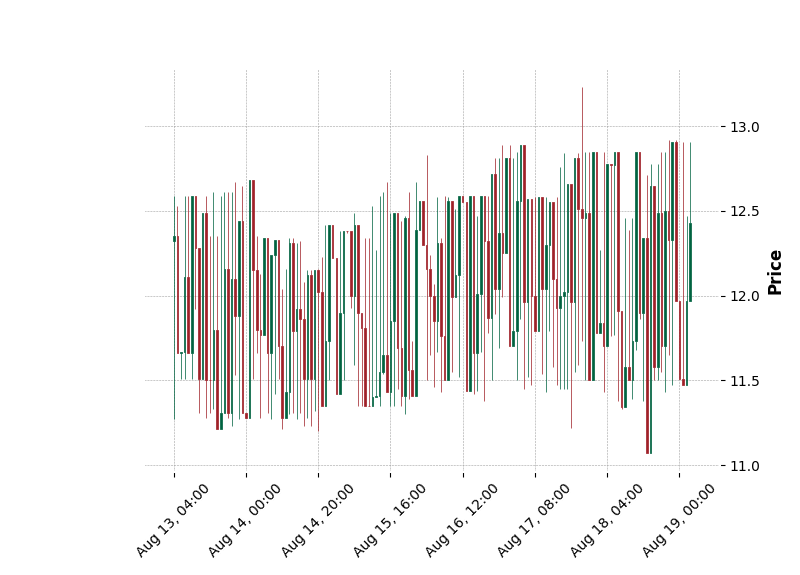 13.0
12.5
12.0
11.5
11.0
Price
Aug 13, 04:00
Aug 14, 00:00
Aug 14, 20:00
Aug 15, 16:00
Aug 16, 12:00
Aug 17, 08:00
Aug 18, 04:00
Aug 19, 00:00